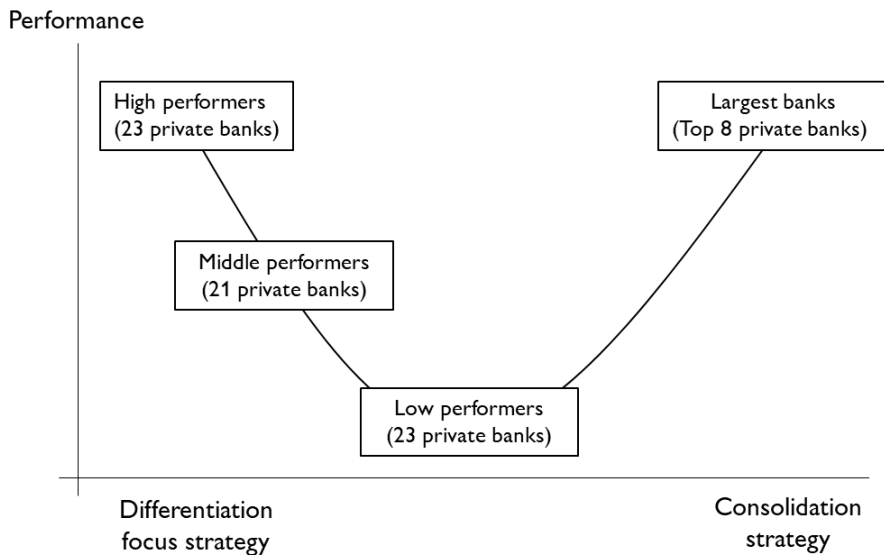 Performance
High performers
(23 private banks)
Largest banks
(Top 8 private banks)
Middle performers
(21 private banks)
Low performers
(23 private banks)
Differentiation
focus strategy
Consolidation
strategy